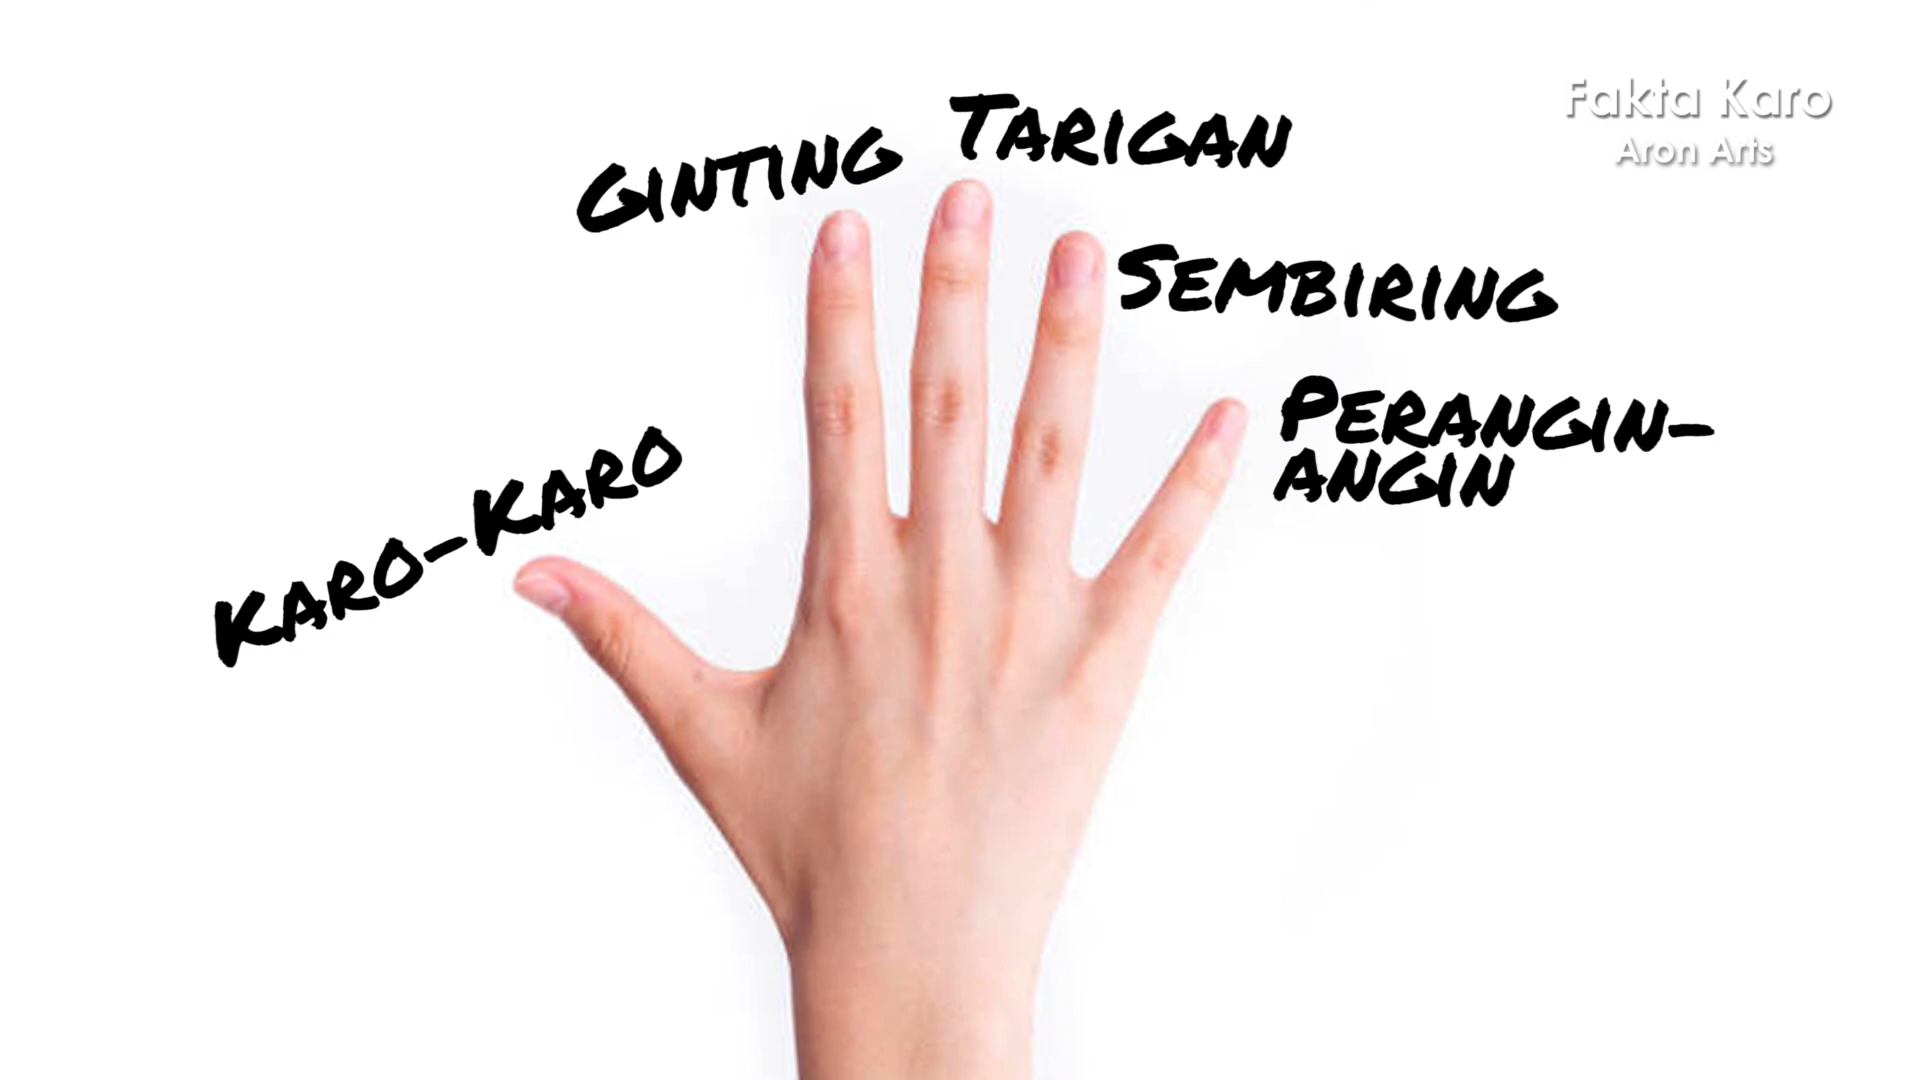 Fakta Karo
Aron Arts
Karo-Karo
Ginting
Tarigan
Sembiring
Perangin-
angin